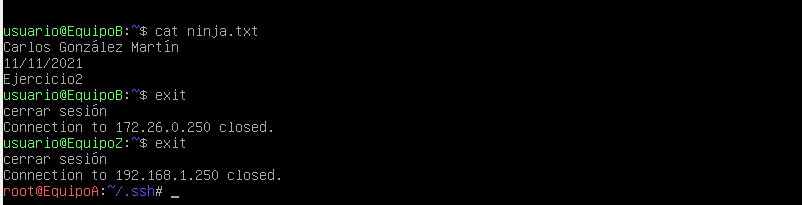 usuario@EquipoB:~$ cat ninja.txt
Carlos González Martín
11/11/2021
Ejercicio2
usuario@EquipoB:~$ exit
cerrar sesión
Connection to 172.26.0.250 closed.
usuario@EquipoZ:~$ exit
cerrar sesión
Connection to 192.168.1.250 closed.
root@EquipoA:~/.ssh# _